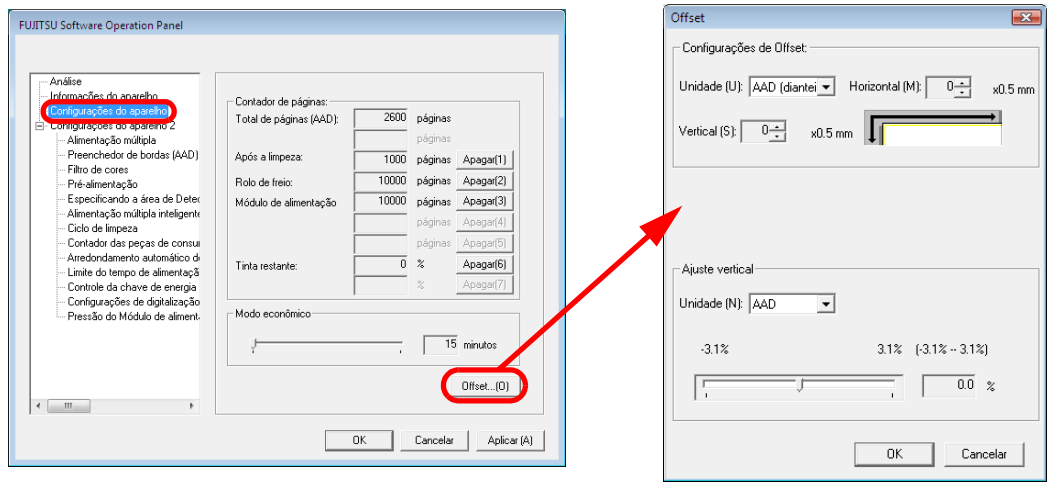 FUJITSU Software Operation Panel
Análise
Informações do aparelho
Configurações do aparelho
Configurações do aparelho 2
Alimentação múltipla
Preenchedor de bordas (AAD)
Filtro de cores
Pré-alimentação
Especificando a área de Detec
Alimentação múltipla inteligente
Ciclo de limpeza
Contador das peças de consu
Arredondamento automático d
Limite do tempo de alimentaçã
Controle da chave de energia
Configurações de digitalização
Pressão do Módulo de aliment
Contador de páginas:
Total de páginas (AAD): 2600 páginas
páginas
Após a limpeza: 1000 páginas Apagar(1)
Rolo de freio: 10000 páginas Apagar(2)
Módulo de alimentação 10000 páginas Apagar(3)
páginas Apagar(4)
páginas Apagar(5)
Tinta restante: 0 % Apagar(6)
% Apagar(7)
Modo econômico
15 minutos
Offset...(O)
OK Cancelar Aplicar (A)
Offset
Configurações de Offset:
Unidade (U): AAD (diantei Horizontal (M): 0 x0.5 mm
Vertical (S): 0 x0.5 mm
Ajuste vertical
Unidade (N): AAD
-3.1% 3.1% (-3.1% -- 3.1%)
0.0 %
OK Cancelar